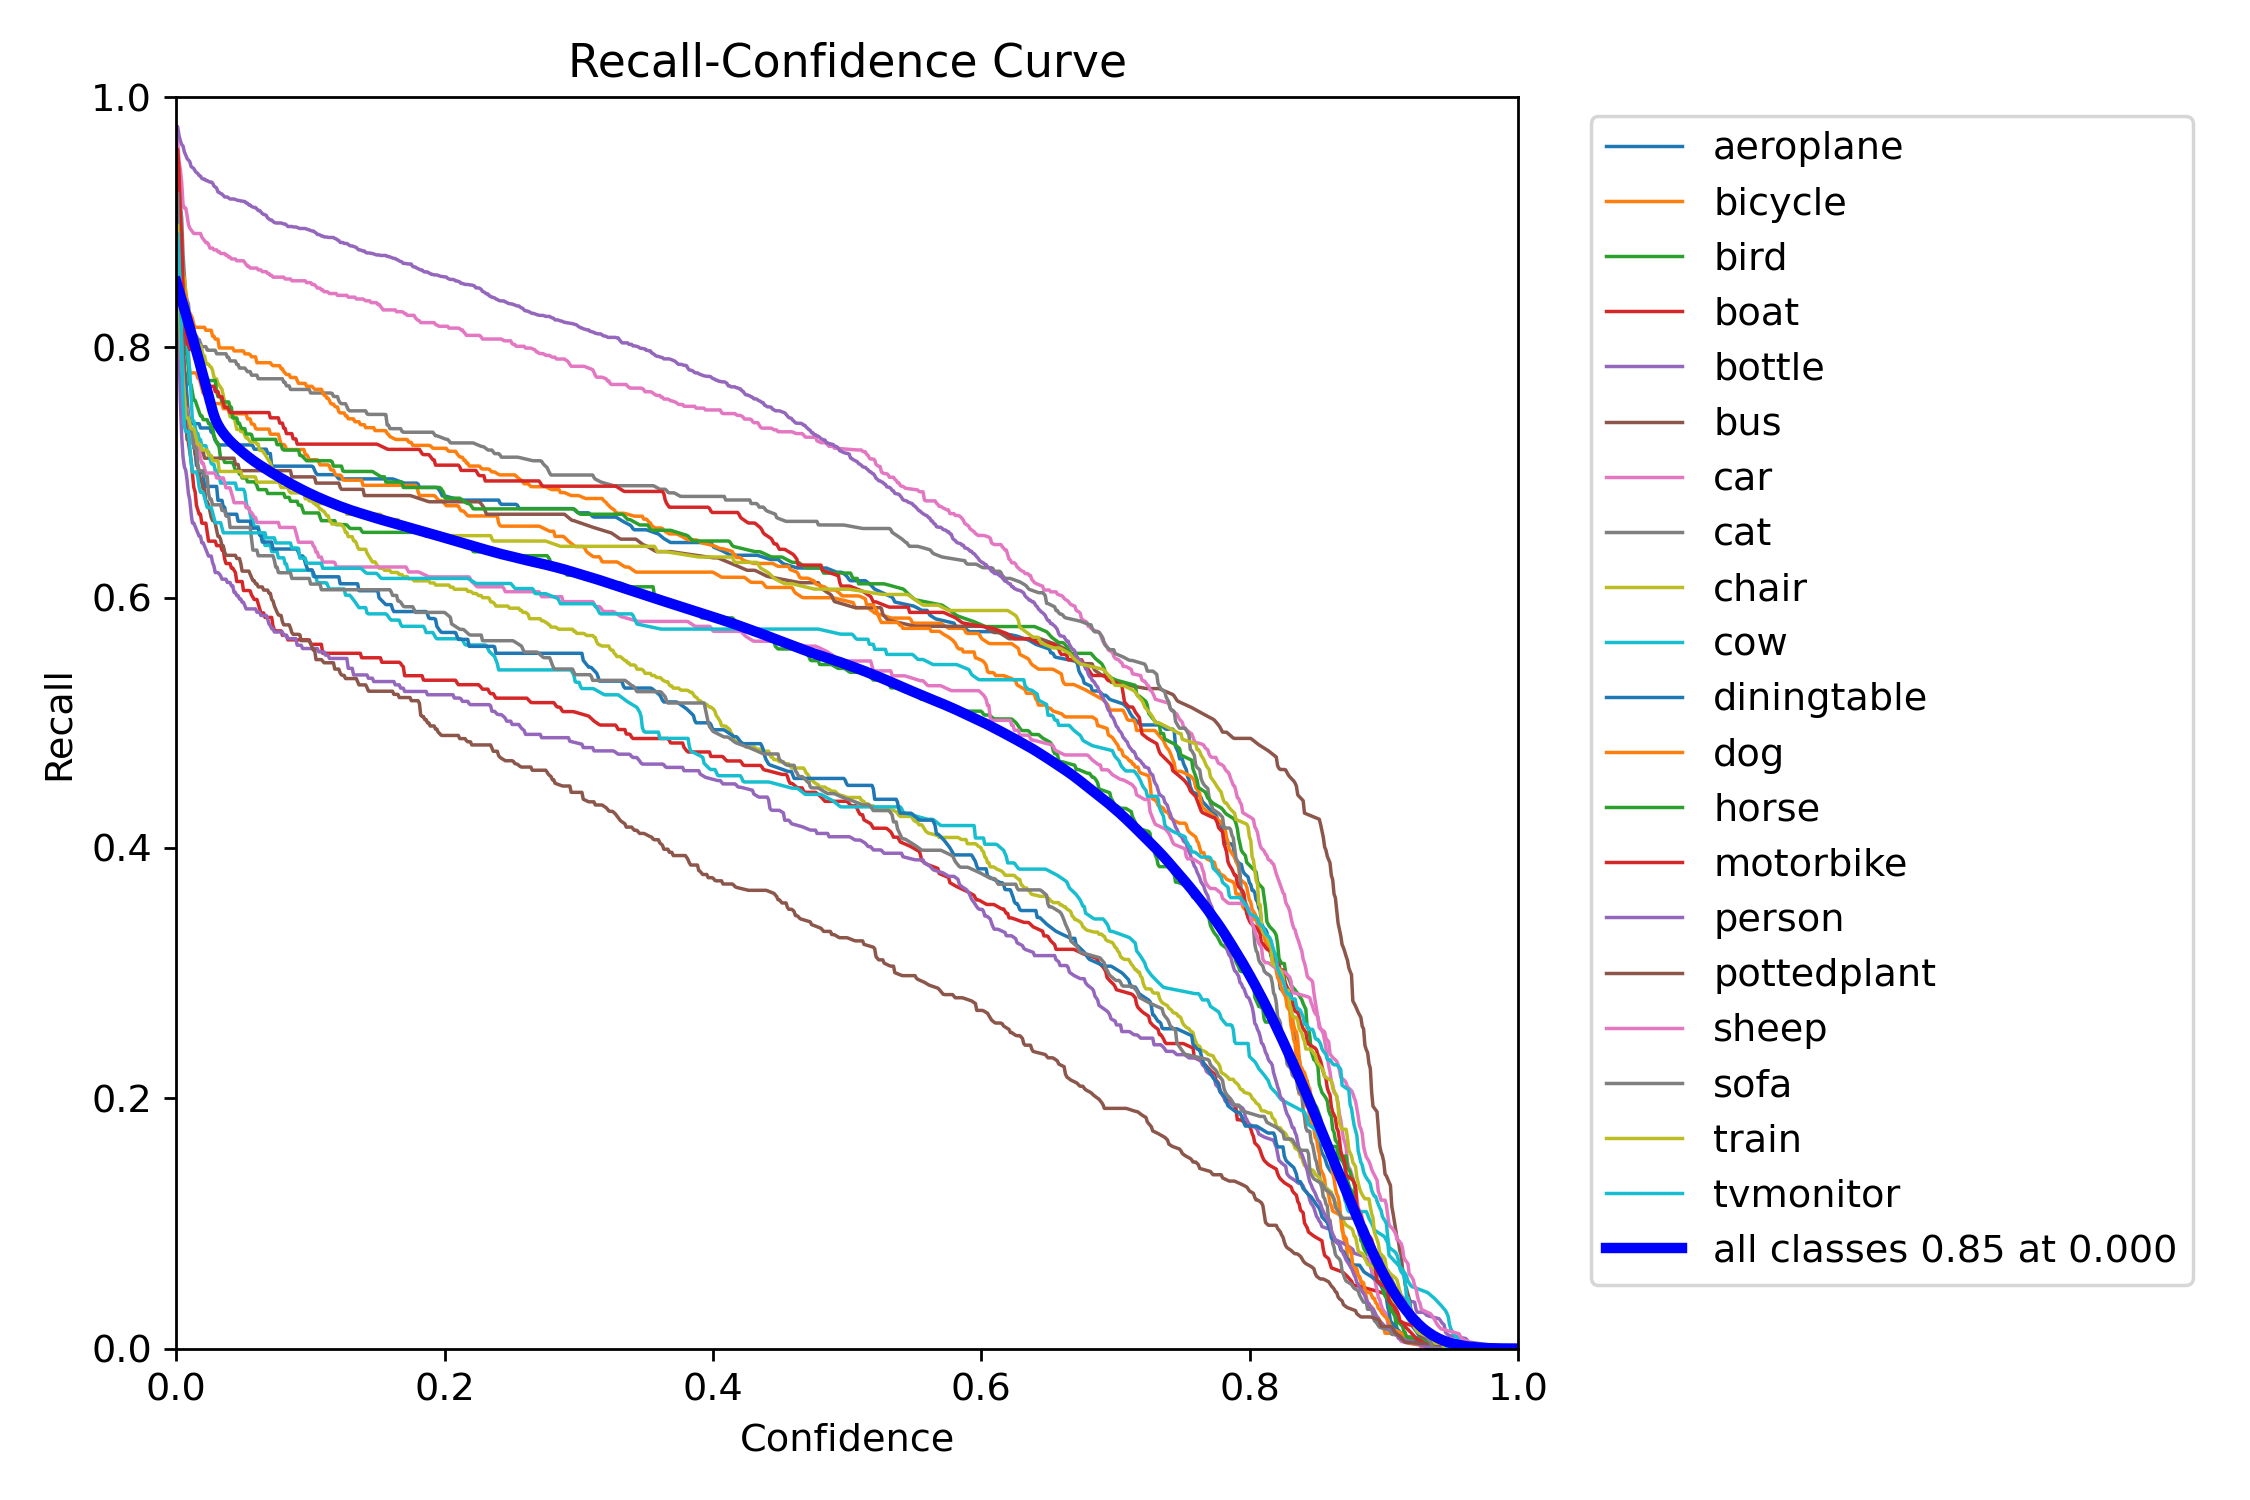 Recall-Confidence Curve
1.0
0.8
0.6
0.4
0.2
0.0
Recall
0.0 0.2 0.4 0.6 0.8 1.0
Confidence
aeroplane
bicycle
bird
boat
bottle
bus
car
cat
chair
cow
diningtable
dog
horse
motorbike
person
pottedplant
sheep
sofa
train
tvmonitor
all classes 0.85 at 0.000